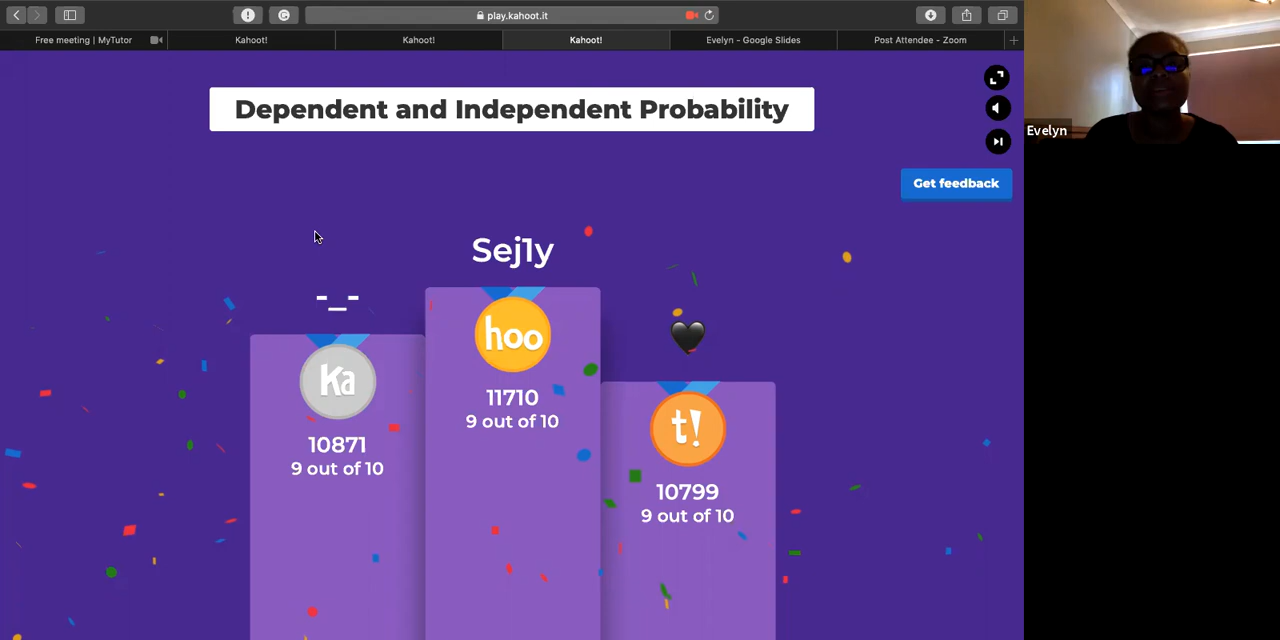 play.kahoot.it
Free meeting | MyTutor
Kahoot!
Kahoot!
Kahoot!
Evelyn - Google Slides
Post Attendee - Zoom
Dependent and Independent Probability
Evelyn
Get feedback
Sej1y
-_-
hoo
Ka
11710
9 out of 10
t!
10871
9 out of 10
10799
9 out of 10